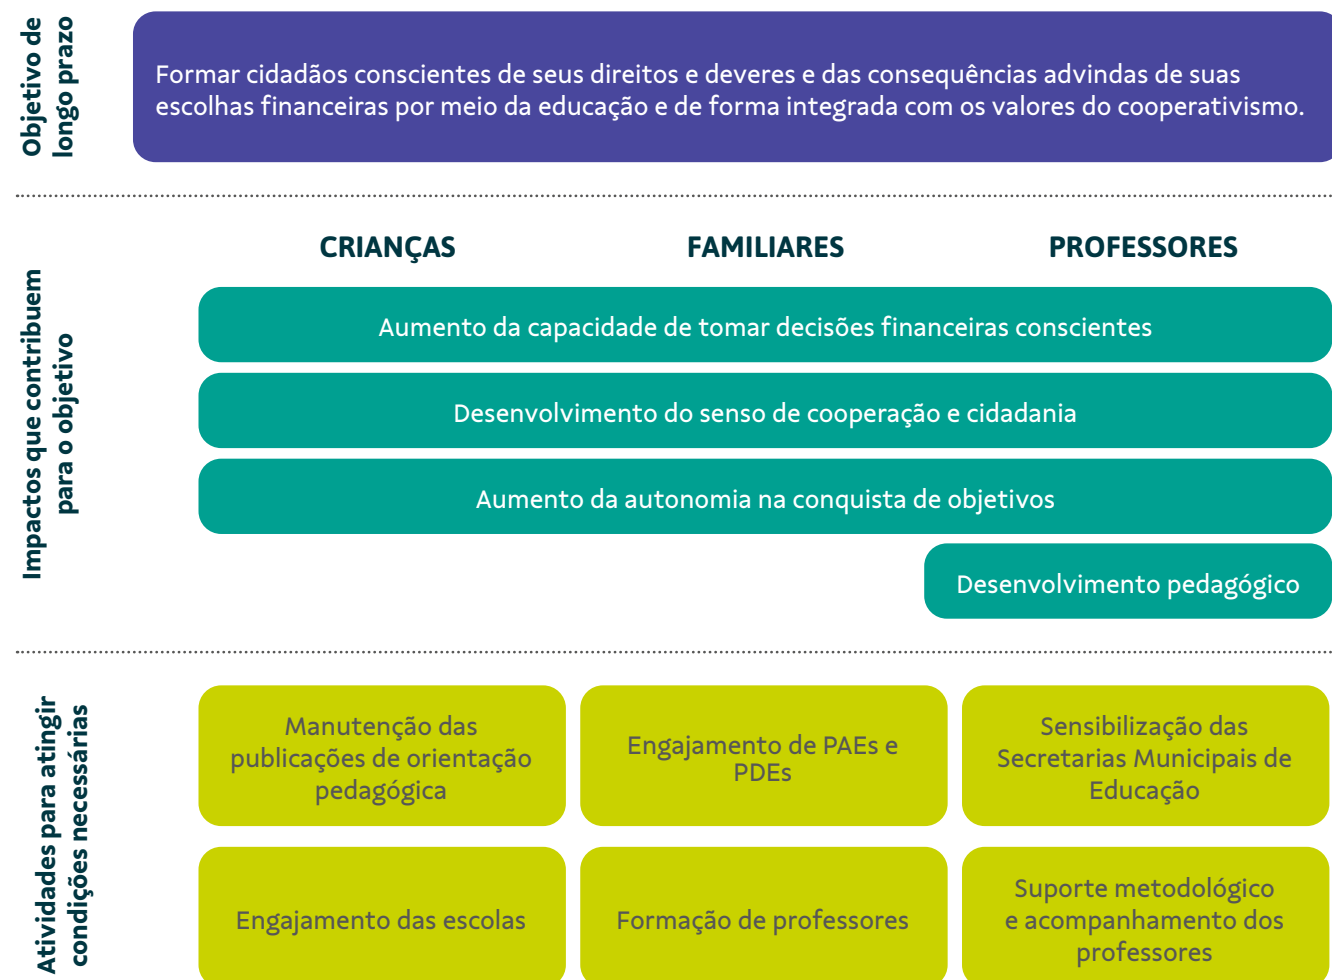 Objetivo de
longo prazo
Formar cidadãos conscientes de seus direitos e deveres e das consequências advindas de suas
escolhas financeiras por meio da educação e de forma integrada com os valores do cooperativismo.
Impactos que contribuem
para o objetivo
CRIANÇAS
FAMILIARES
PROFESSORES
Aumento da capacidade de tomar decisões financeiras conscientes
Desenvolvimento do senso de cooperação e cidadania
Aumento da autonomia na conquista de objetivos
Desenvolvimento pedagógico
Atividades para atingir
condições necessárias
Manutenção das
publicações de orientação
pedagógica
Engajamento de PAEs e
PDEs
Sensibilização das
Secretarias Municipais de
Educação
Engajamento das escolas
Formação de professores
Suporte metodológico
e acompanhamento dos
professores